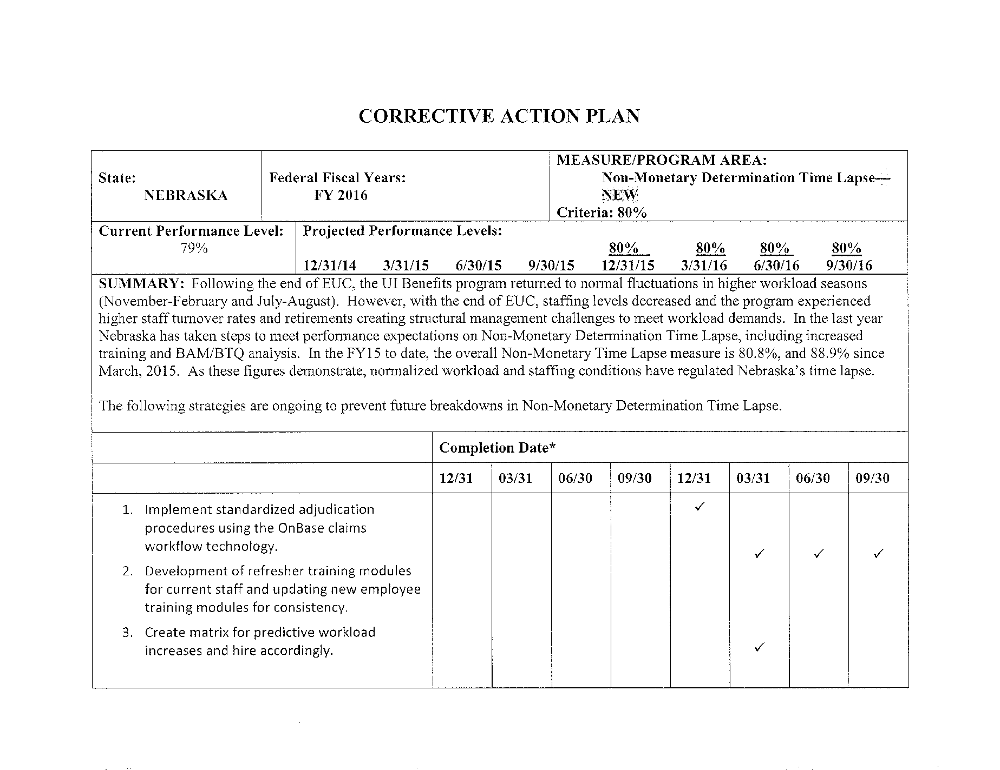 CORRECTIVE ACTION PLAN
State:
NEBRASKA
Federal Fiscal Years:
FY 2016
MEASURE/PROGRAM AREA:
Non-Monetary Determination Time Lapse—
NEW
Criteria: 80%
Current Performance Level:
79%
Projected Performance Levels:
80% 80% 80% 80%
12/31/14 3/31/15 6/30/15 9/30/15 12/31/15 3/31/16 6/30/16 9/30/16
SUMMARY: Following the end of EUC, the UI Benefits program returned to normal fluctuations in higher workload seasons
(November-February and July-August). However, with the end of EUC, staffing levels decreased and the program experienced
higher staff turnover rates and retirements creating structural management challenges to meet workload demands. In the last year
Nebraska has taken steps to meet performance expectations on Non-Monetary Determination Time Lapse, including increased
training and BAM/BTQ analysis. In the FY15 to date, the overall Non-Monetary Time Lapse measure is 80.8%, and 88.9% since
March, 2015. As these figures demonstrate, normalized workload and staffing conditions have regulated Nebraska's time lapse.
The following strategies are ongoing to prevent future breakdowns in Non-Monetary Determination Time Lapse.
Completion Date*
12/31 03/31 06/30 09/30 12/31 03/31 06/30 09/30
1. Implement standardized adjudication ✓
procedures using the OnBase claims
workflow technology.
✓ ✓ ✓
2. Development of refresher training modules
for current staff and updating new employee
training modules for consistency.
3. Create matrix for predictive workload
increases and hire accordingly. ✓